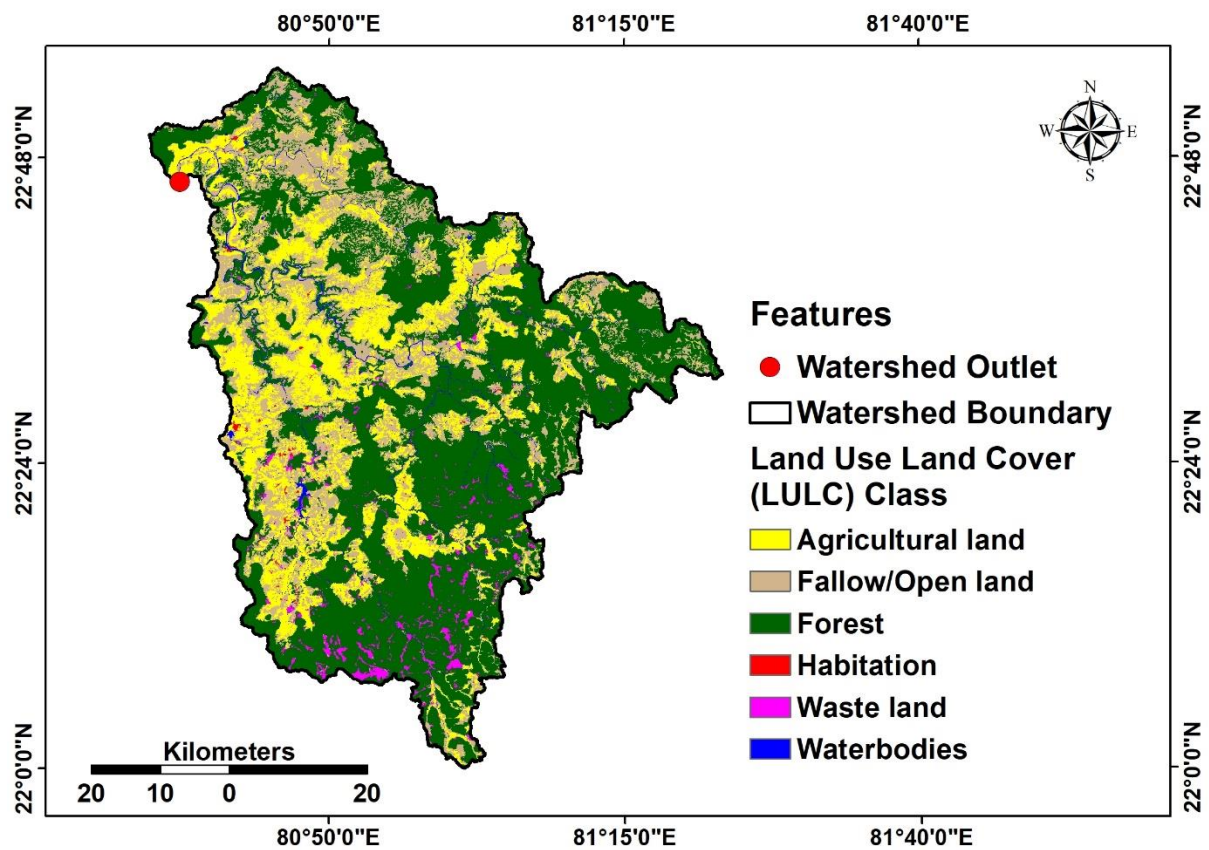 80°50'0"E 81°15'0"E 81°40'0"E
N
W E
S
22°48'0"N 22°48'0"N
Features
Watershed Outlet
Watershed Boundary
22°24'0"N 22°24'0"N
Land Use Land Cover
(LULC) Class
Agricultural land
Fallow/Open land
Forest
Habitation
Waste land
Waterbodies
Kilometers
20 10 0 20
22°0'0"N 22°0'0"N
80°50'0"E 81°15'0"E 81°40'0"E